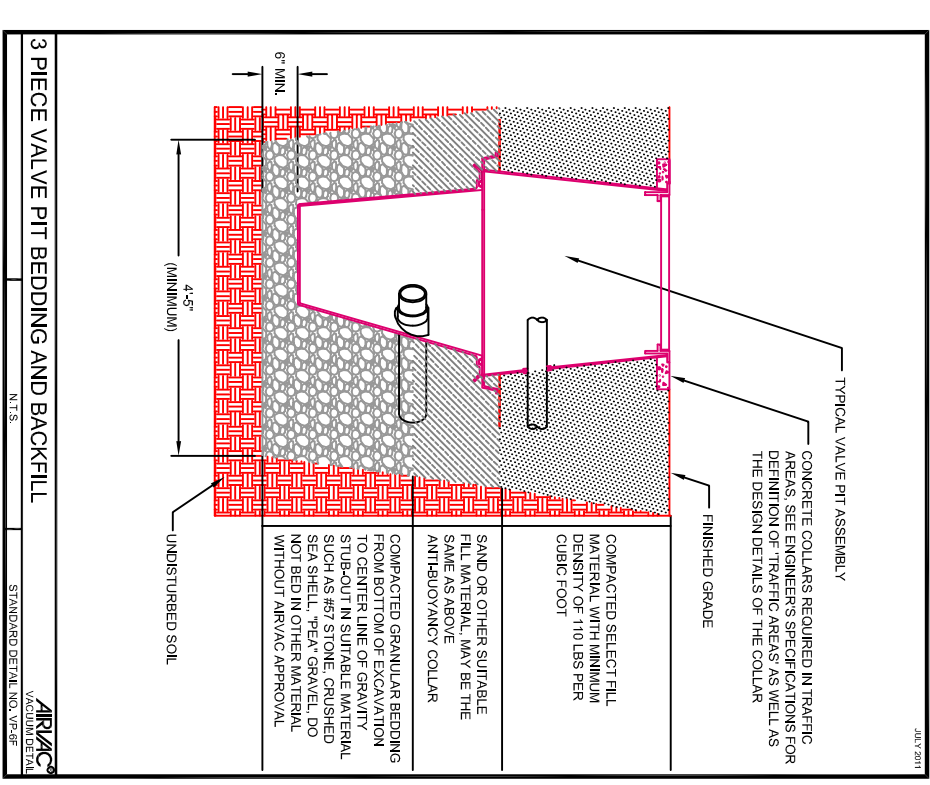 JULY 2011
TYPICAL VALVE PIT ASSEMBLY
CONCRETE COLLARS REQUIRED IN TRAFFIC
AREAS, SEE ENGINEER'S SPECIFICATIONS FOR
DEFINITION OF 'TRAFFIC AREAS' AS WELL AS
THE DESIGN DETAILS OF THE COLLAR
FINISHED GRADE
COMPACTED SELECT FILL
MATERIAL WITH MINIMUM
DENSITY OF 110 LBS PER
CUBIC FOOT
SAND OR OTHER SUITABLE
FILL MATERIAL, MAY BE THE
SAME AS ABOVE
ANTI-BUOYANCY COLLAR
COMPACTED GRANULAR BEDDING
FROM BOTTOM OF EXCAVATION
TO CENTER LINE OF GRAVITY
STUB-OUT IN SUITABLE MATERIAL
SUCH AS #57 STONE, CRUSHED
SEA SHELL, "PEA" GRAVEL, DO
NOT BED IN OTHER MATERIAL
WITHOUT AIRVAC APPROVAL
6" MIN.
4'-5"
(MINIMUM)
UNDISTURBED SOIL
3 PIECE VALVE PIT BEDDING AND BACKFILL
AIRVAC®
VACUUM DETAIL
N.T.S.
STANDARD DETAIL NO. VP-6F